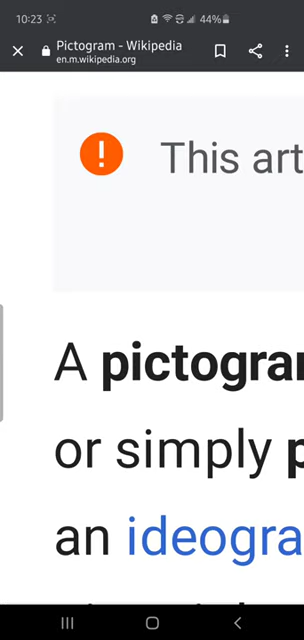 10:23
44%
Pictogram - Wikipedia
en.m.wikipedia.org
This art
A pictogra
or simply p
an ideogra